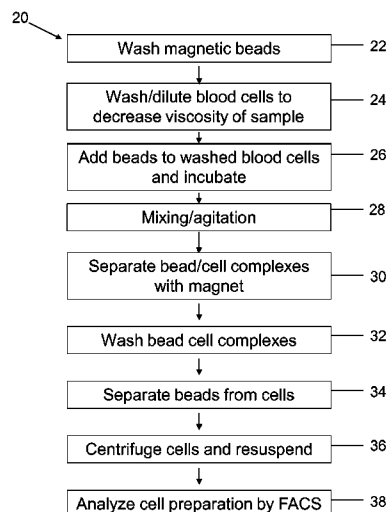 20
Wash magnetic beads
22
Wash/dilute blood cells to
decrease viscosity of sample
24
Add beads to washed blood cells
and incubate
26
Mixing/agitation
28
Separate bead/cell complexes
with magnet
30
Wash bead cell complexes
32
Separate beads from cells
34
Centrifuge cells and resuspend
36
Analyze cell preparation by FACS
38